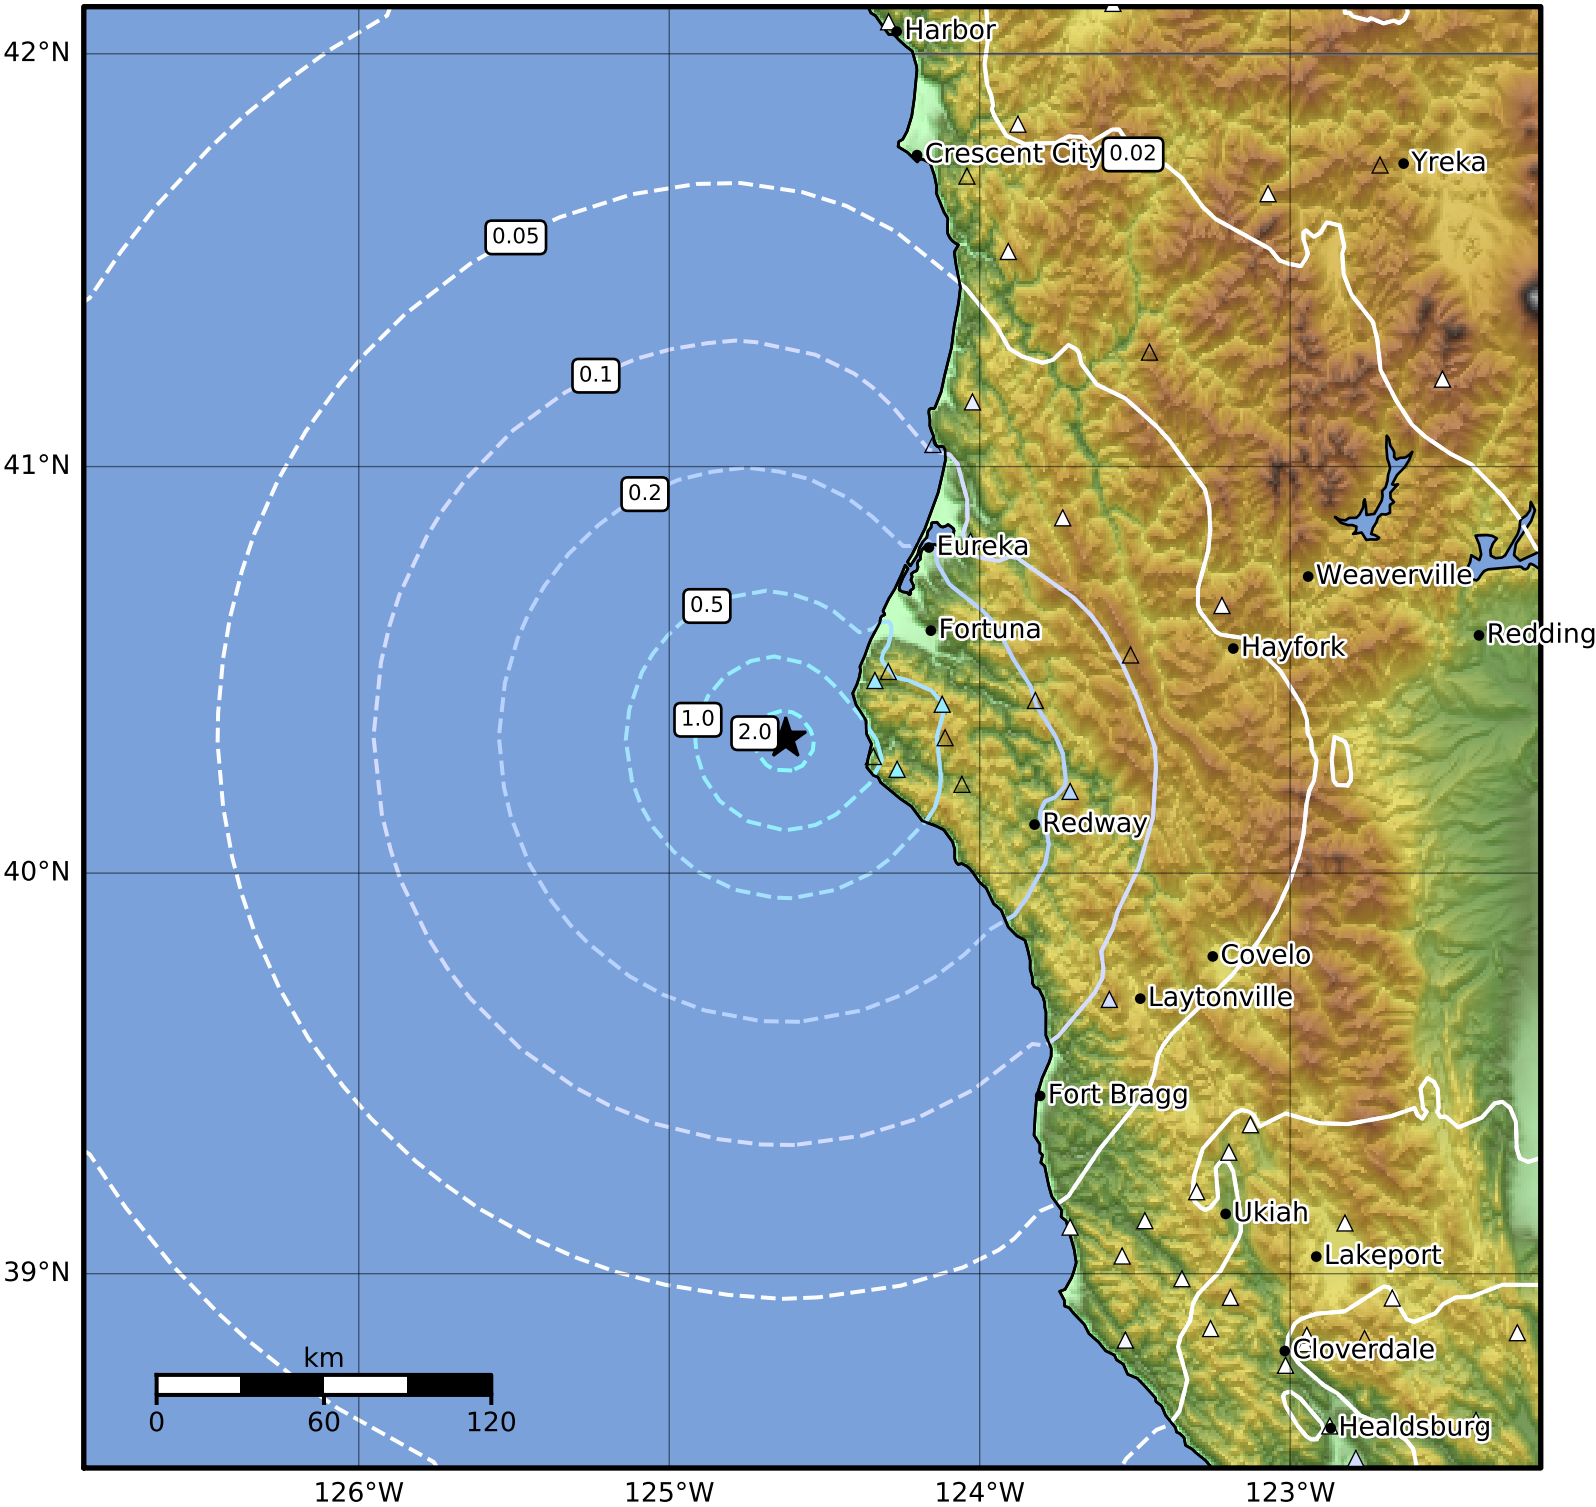 Harbor
42°N
Crescent City
0.02
Yreka
0.05
0.1
41°N
0.2
Eureka
Weaverville
0.5
Fortuna
Redding
Hayfork
1.0
2.0
Redway
40°N
Covelo
Laytonville
Fort Bragg
Ukiah
Lakeport
39°N
Cloverdale
km
0 60 120
Healdsburg
126°W 125°W 124°W 123°W